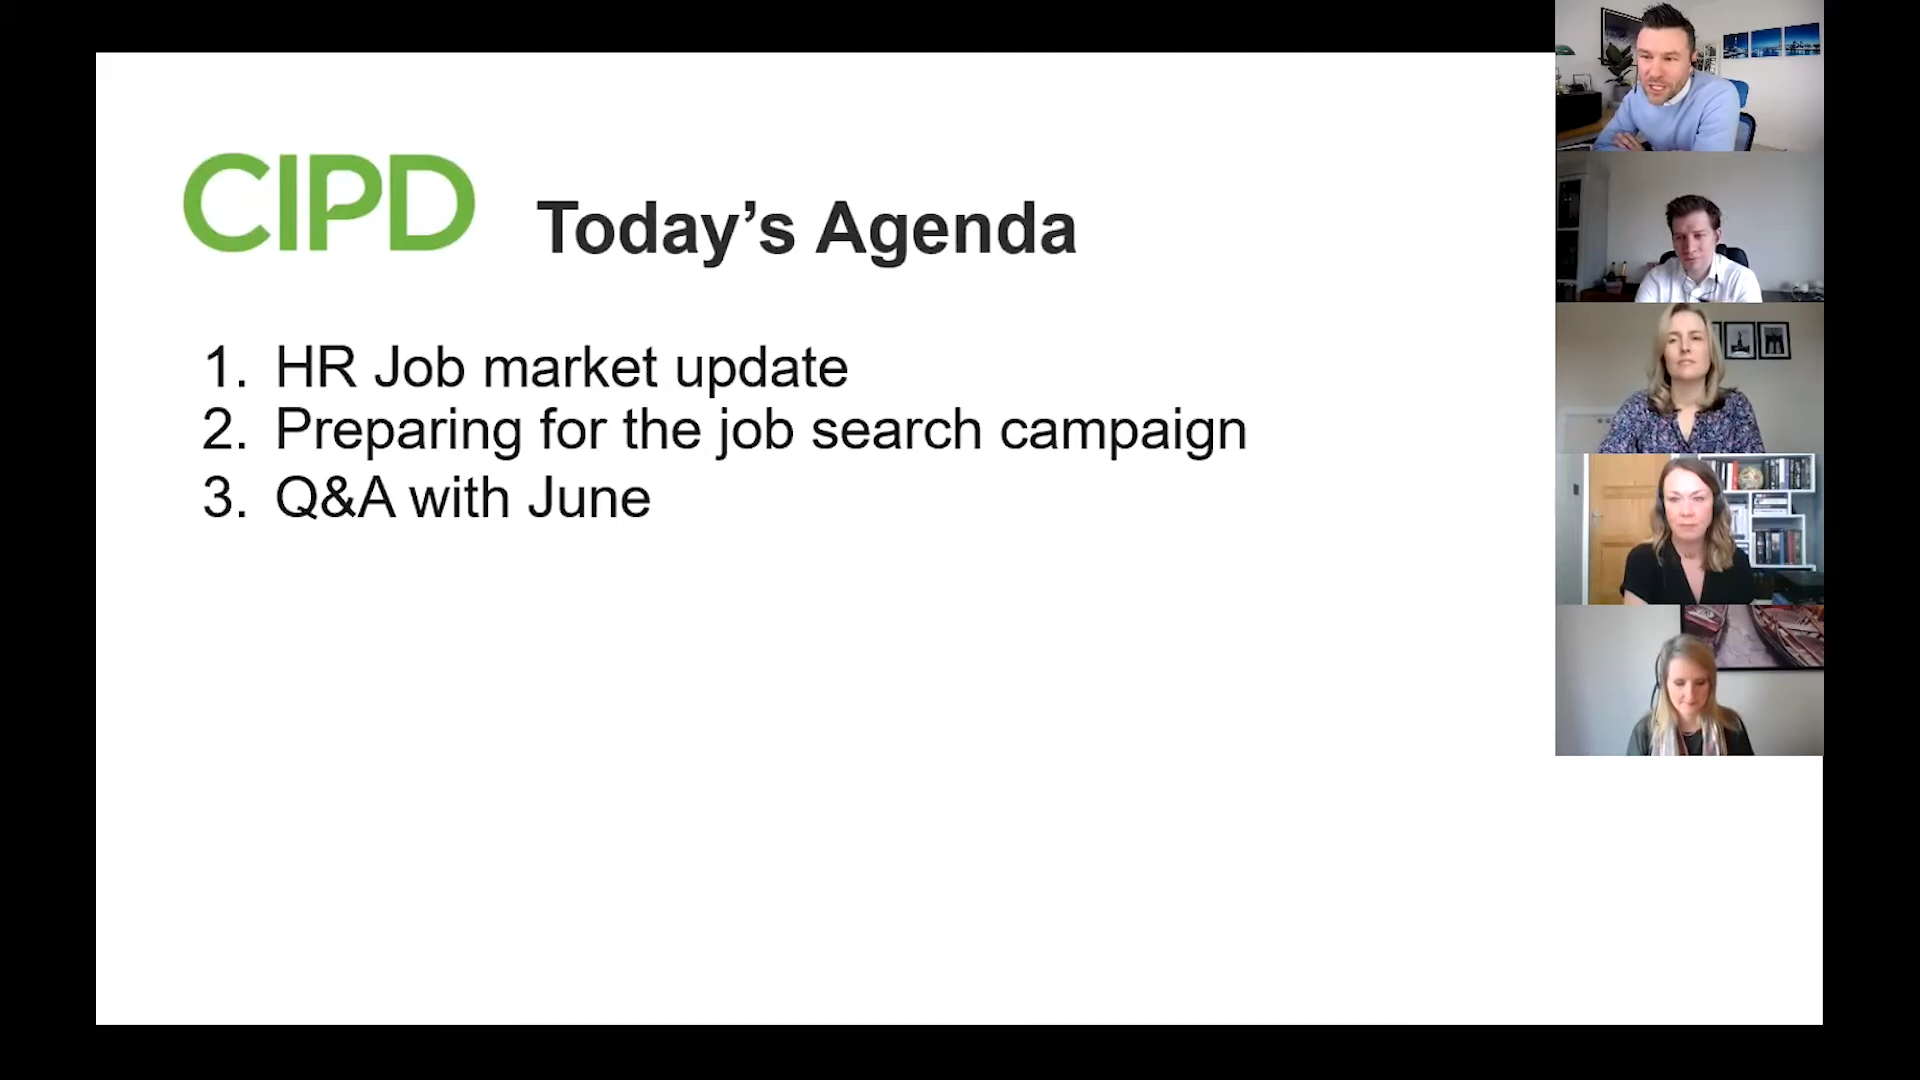 CIPD
Today’s Agenda
1. HR Job market update
2. Preparing for the job search campaign
3. Q&A with June